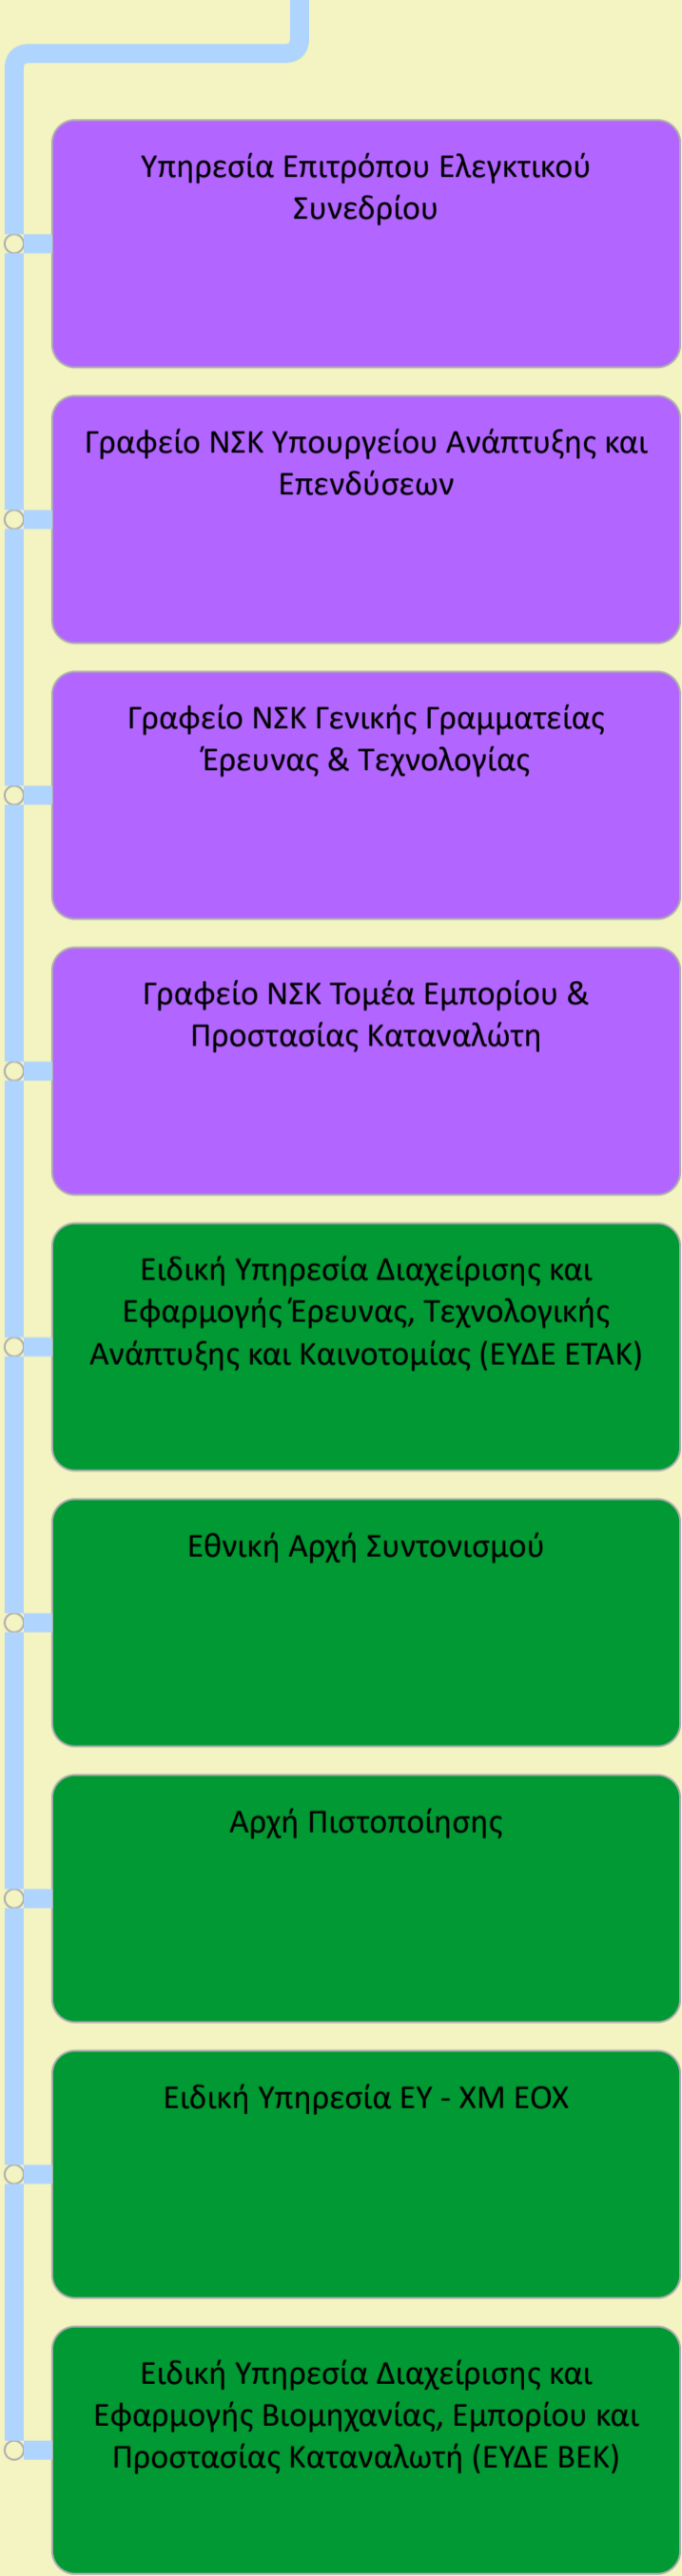 Υπηρεσία Επιτρόπου Ελεγκτικού
Συνεδρίου
Γραφείο ΝΣΚ Υπουργείου Ανάπτυξης και
Επενδύσεων
Γραφείο ΝΣΚ Γενικής Γραμματείας
Έρευνας & Τεχνολογίας
Γραφείο ΝΣΚ Τομέα Εμπορίου &
Προστασίας Καταναλώτη
Ειδική Υπηρεσία Διαχείρισης και
Εφαρμογής Έρευνας, Τεχνολογικής
Ανάπτυξης και Καινοτομίας (ΕΥΔΕ ΕΤΑΚ)
Εθνική Αρχή Συντονισμού
Αρχή Πιστοποίησης
Ειδική Υπηρεσία ΕΥ - ΧΜ ΕΟΧ
Ειδική Υπηρεσία Διαχείρισης και
Εφαρμογής Βιομηχανίας, Εμπορίου και
Προστασίας Καταναλωτή (ΕΥΔΕ ΒΕΚ)